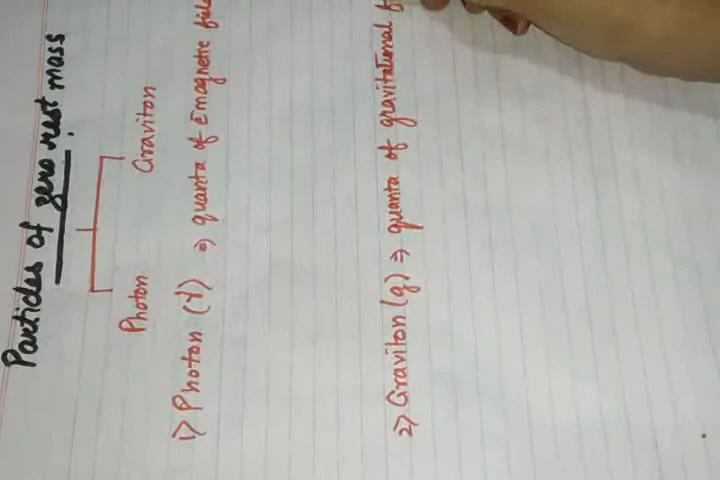 Particles of zero rest mass
Photon Graviton
1) Photon (γ) ⇒ quanta of Emagnetic
2) Graviton (g) ⇒ quanta of gravitational